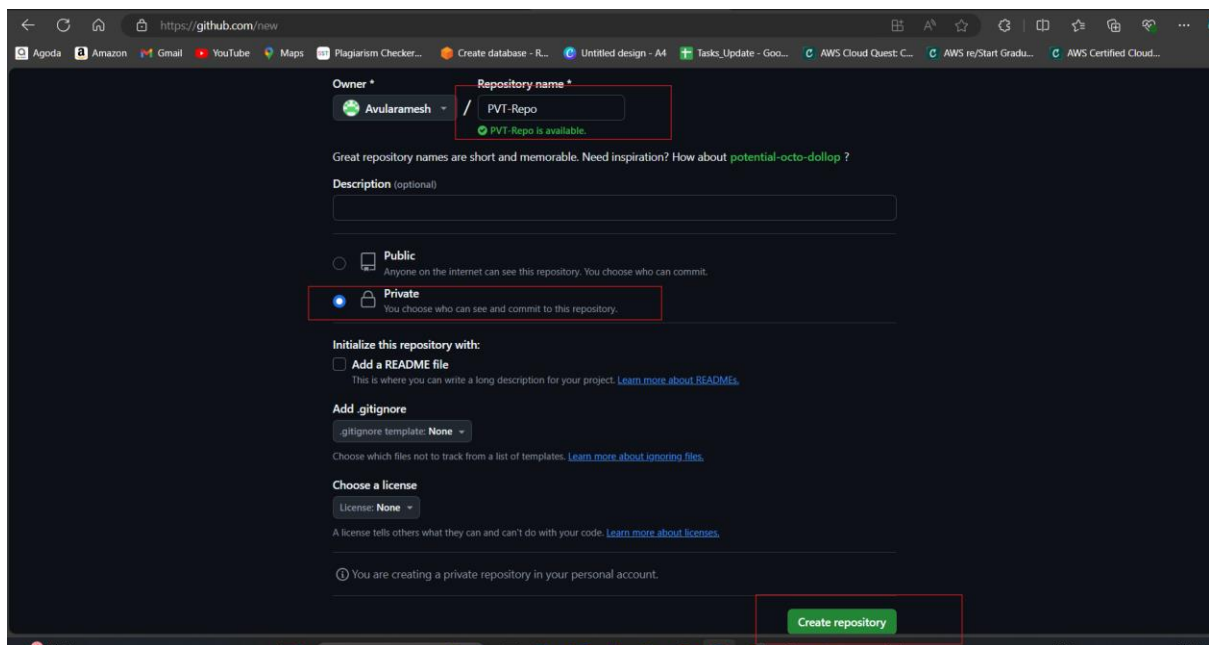 https://github.com/new
Agoda Amazon Gmail YouTube Maps Plagiarism Checker... Create database - R... Untitled design - A4 Tasks_Update - Goo... AWS Cloud Quest: C... AWS re/Start Gradu... AWS Certified Cloud...
Owner * Repository name *
Avularamesh / PVT-Repo
PVT-Repo is available.
Great repository names are short and memorable. Need inspiration? How about potential-octo-dollop ?
Description (optional)
Public
Anyone on the internet can see this repository. You choose who can commit.
Private
You choose who can see and commit to this repository.
Initialize this repository with:
Add a README file
This is where you can write a long description for your project. Learn more about READMEs.
Add .gitignore
.gitignore template: None
Choose which files not to track from a list of templates. Learn more about ignoring files.
Choose a license
License: None
A license tells others what they can and can't do with your code. Learn more about licenses.
You are creating a private repository in your personal account.
Create repository